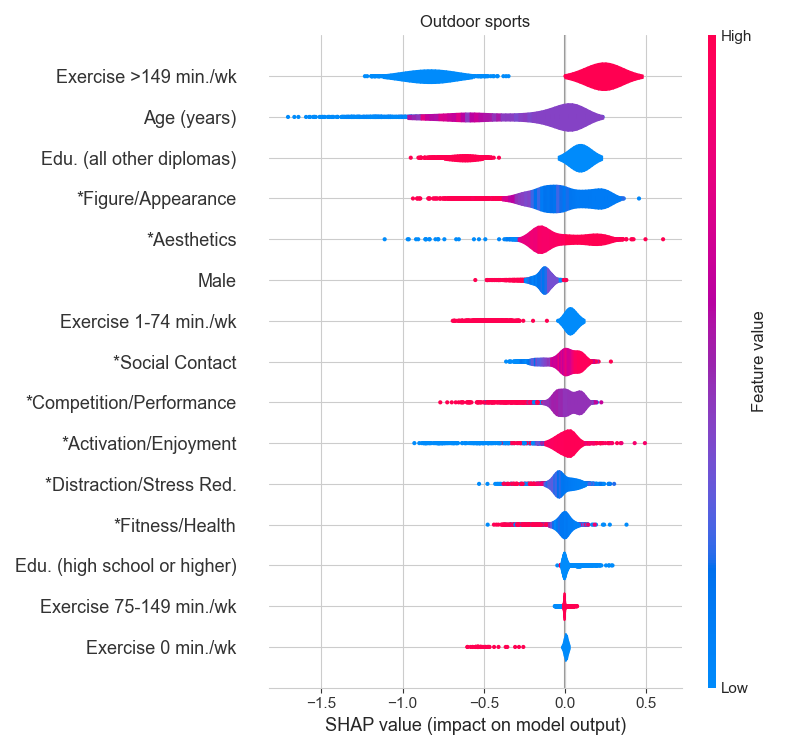 Outdoor sports
High
Exercise >149 min./wk
Age (years)
Edu. (all other diplomas)
*Figure/Appearance
*Aesthetics
Male
Exercise 1-74 min./wk
*Social Contact
*Competition/Performance
*Activation/Enjoyment
*Distraction/Stress Red.
*Fitness/Health
Edu. (high school or higher)
Exercise 75-149 min./wk
Exercise 0 min./wk
Feature value
Low
−1.5 −1.0 −0.5 0.0 0.5
SHAP value (impact on model output)